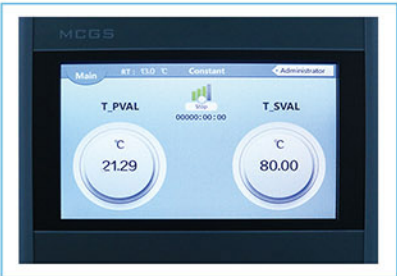 MCGS
Main RT: 13.0 ℃ Constant Administrator
T_PVAL Stop T_SVAL
00000:00:00
℃ ℃
21.29 80.00